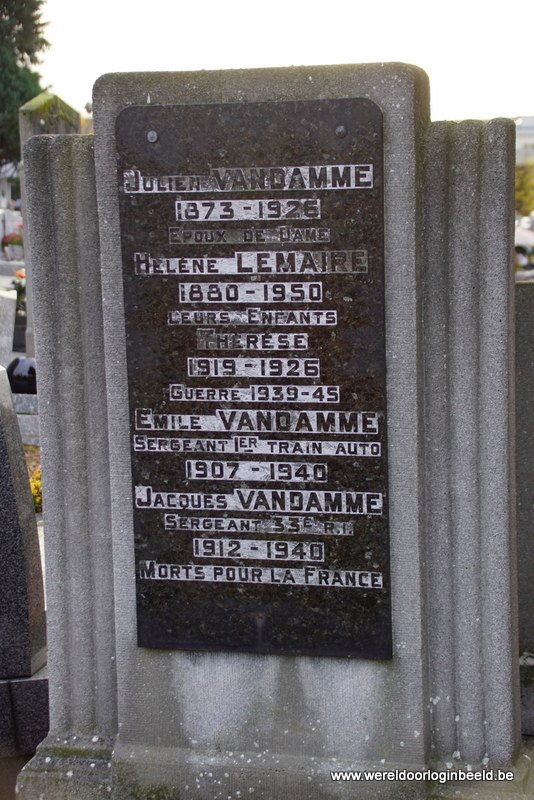 JULIEN VANDAMME
1873 - 1926
EPOUX DE DAME
HÉLÈNE LEMAIRE
1880 - 1950
LEURS ENFANTS
THÉRÈSE
1919 - 1926
GUERRE 1939-45
EMILE VANDAMME
SERGEANT 1ER TRAIN AUTO
1907 - 1940
JACQUES VANDAMME
SERGEANT 33E R.I.
1912 - 1940
MORTS POUR LA FRANCE
www.wereldoorloginbeeld.be